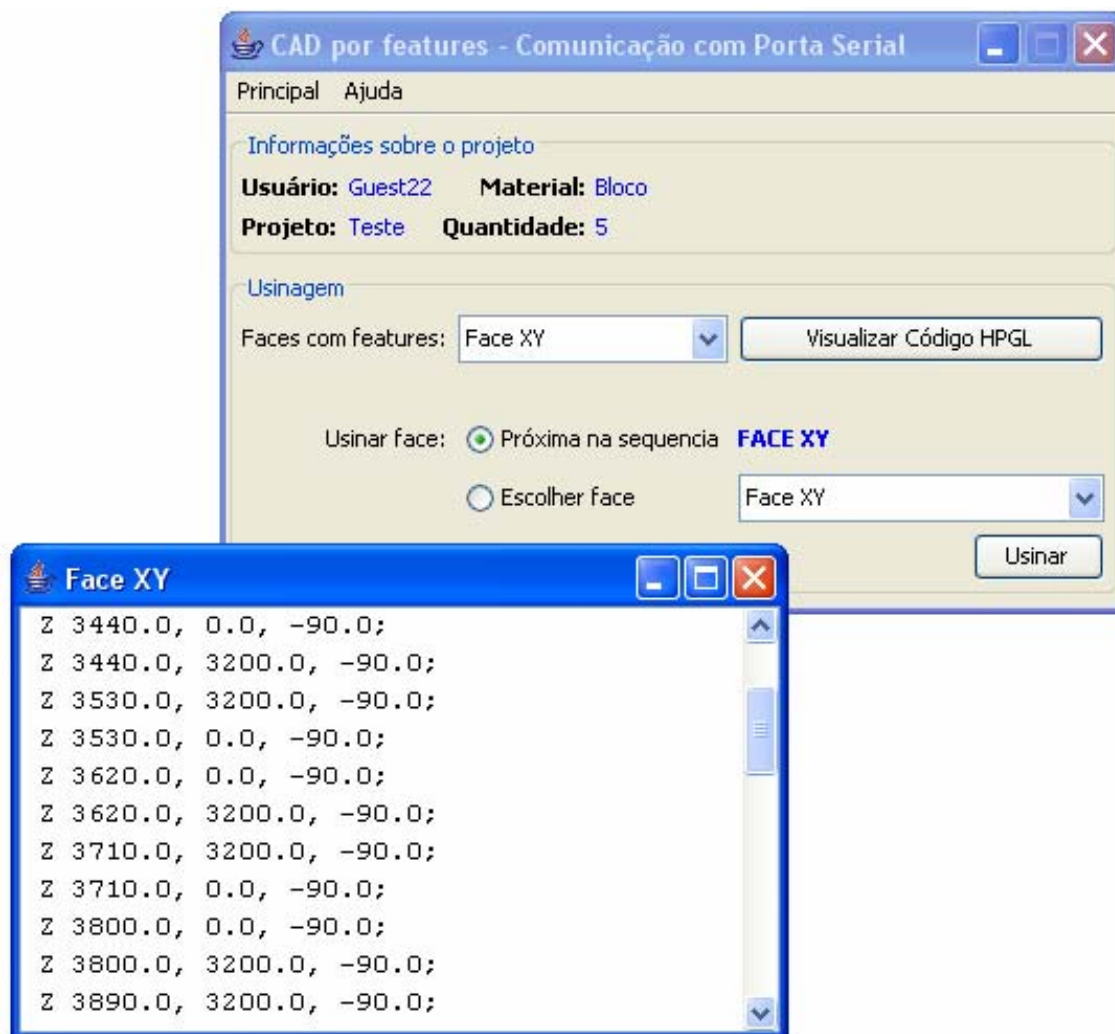 CAD por features - Comunicação com Porta Serial
Principal Ajuda
Informações sobre o projeto
Usuário: Guest22 Material: Bloco
Projeto: Teste Quantidade: 5
Usinagem
Faces com features: Face XY Visualizar Código HPGL
Usinar face: Próxima na sequencia FACE XY
Escolher face Face XY
Usinar
Face XY
Z 3440.0, 0.0, -90.0;
Z 3440.0, 3200.0, -90.0;
Z 3530.0, 3200.0, -90.0;
Z 3530.0, 0.0, -90.0;
Z 3620.0, 0.0, -90.0;
Z 3620.0, 3200.0, -90.0;
Z 3710.0, 3200.0, -90.0;
Z 3710.0, 0.0, -90.0;
Z 3800.0, 0.0, -90.0;
Z 3800.0, 3200.0, -90.0;
Z 3890.0, 3200.0, -90.0;